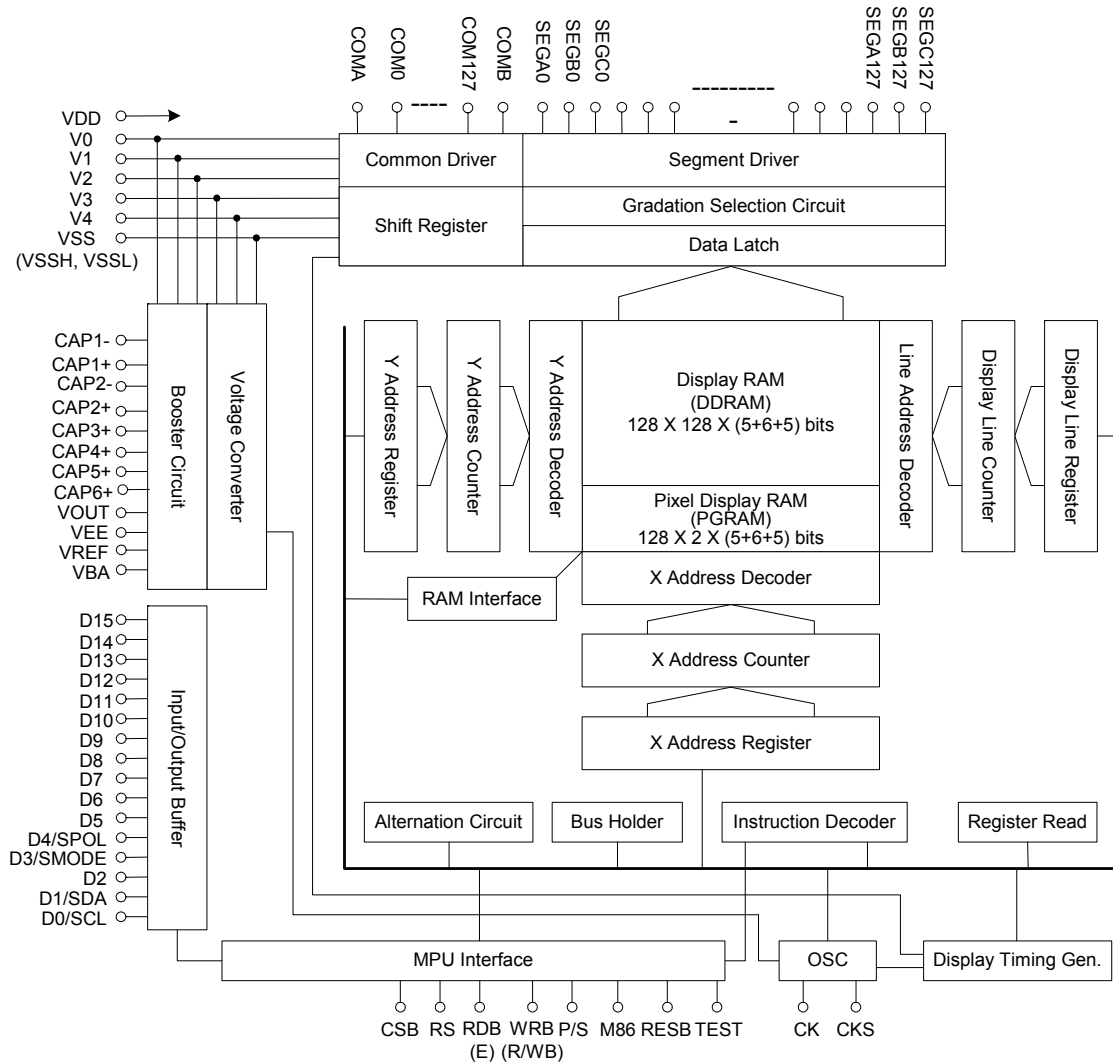 COMA
COM0
COM127
COMB
SEGA0
SEGB0
SEGC0
SEGA127
SEGB127
SEGC127
VDD
V0
V1
V2
V3
V4
VSS
(VSSH, VSSL)
Common Driver
Segment Driver
Shift Register
Gradation Selection Circuit
Data Latch
CAP1-
CAP1+
CAP2-
CAP2+
CAP3+
CAP4+
CAP5+
CAP6+
VOUT
VEE
VREF
VBA
Booster Circuit
Voltage Converter
Y Address Register
Y Address Counter
Y Address Decoder
Display RAM
(DDRAM)
128 X 128 X (5+6+5) bits
Pixel Display RAM
(PGRAM)
128 X 2 X (5+6+5) bits
Line Address Decoder
Display Line Counter
Display Line Register
RAM Interface
X Address Decoder
X Address Counter
X Address Register
D15
D14
D13
D12
D11
D10
D9
D8
D7
D6
D5
D4/SPOL
D3/SMODE
D2
D1/SDA
D0/SCL
Input/Output Buffer
Alternation Circuit
Bus Holder
Instruction Decoder
Register Read
MPU Interface
OSC
Display Timing Gen.
CSB
RS
RDB
(E)
WRB
(R/WB)
P/S
M86
RESB
TEST
CK
CKS